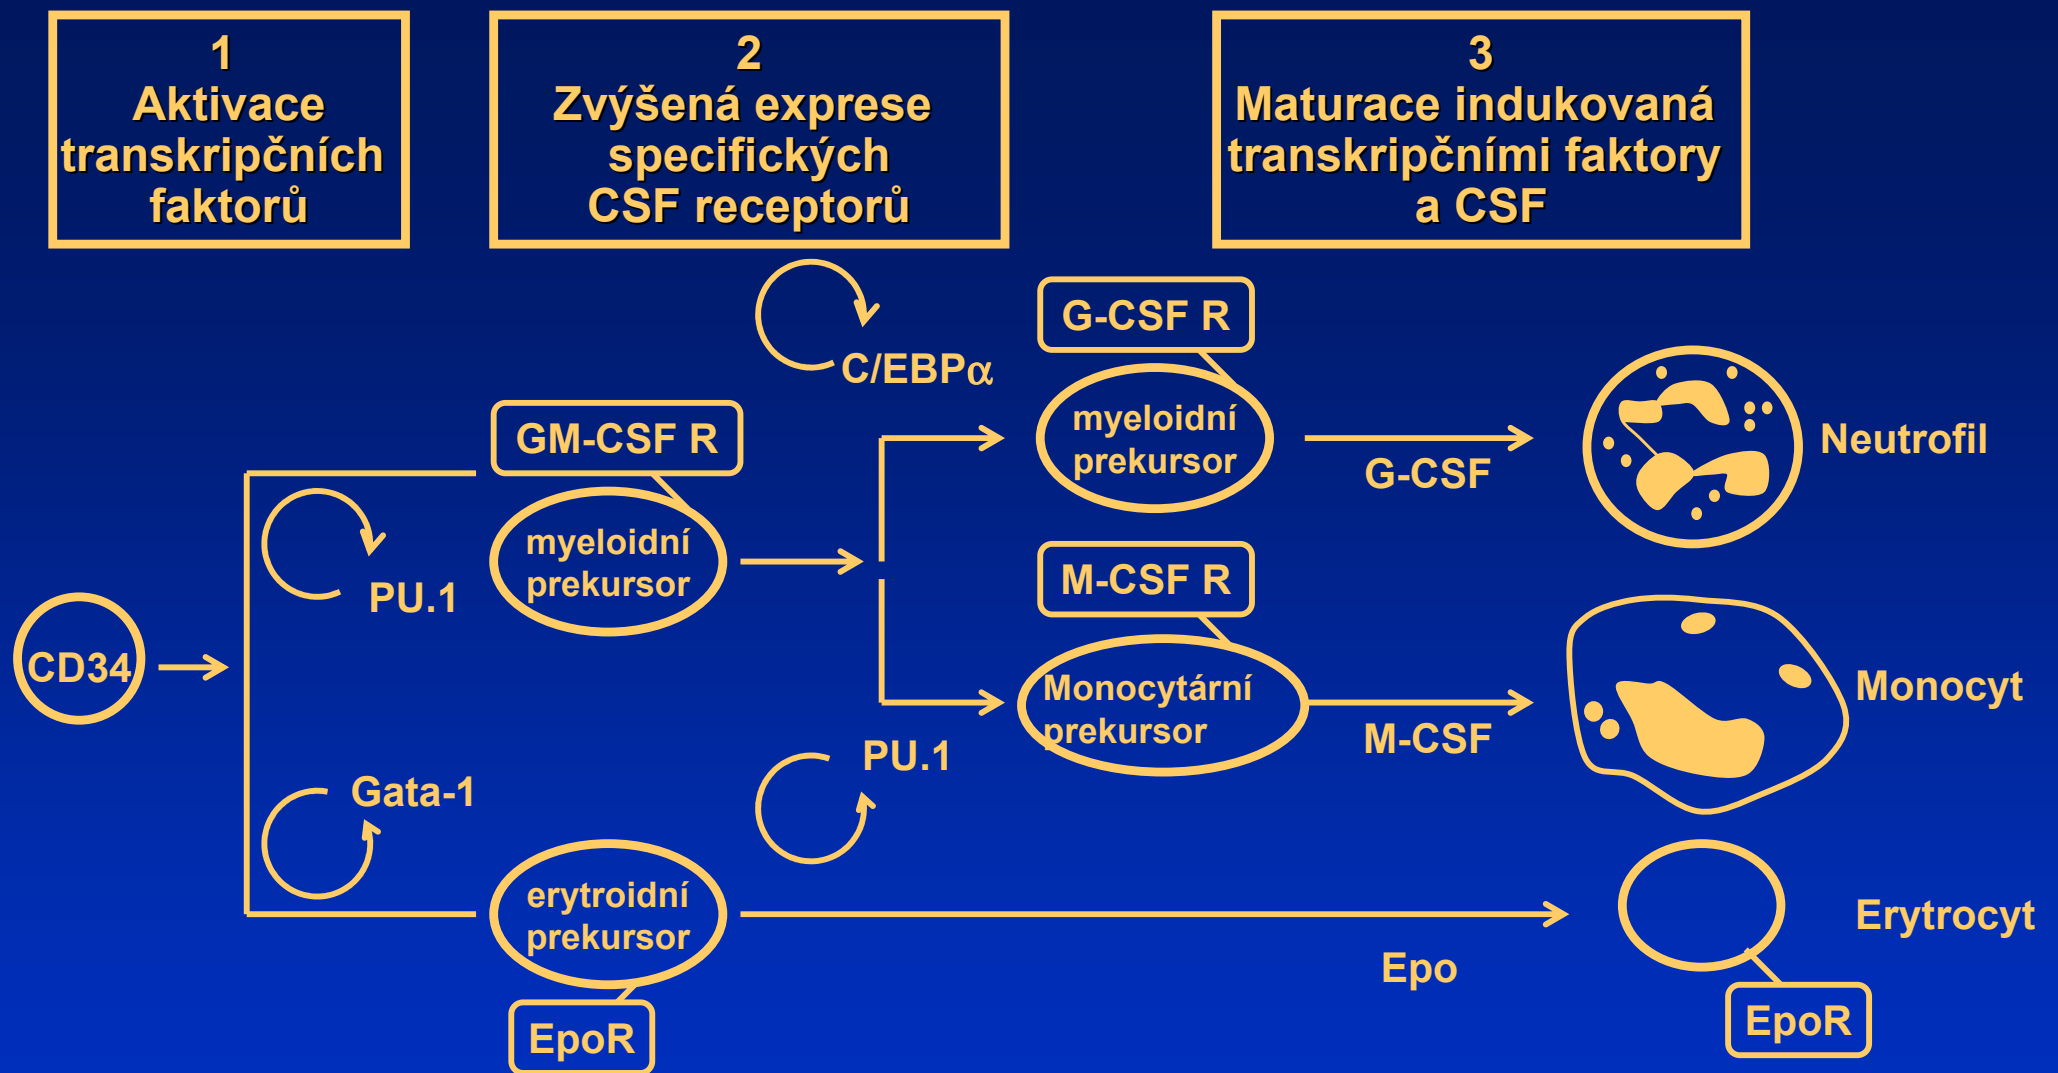 1
Aktivace
transkripčních
faktorů
2
Zvýšená exprese
specifických
CSF receptorů
3
Maturace indukovaná
transkripčními faktory
a CSF
C/EBPα
G-CSF R
myeloidní
prekursor
G-CSF
Neutrofil
GM-CSF R
myeloidní
prekursor
PU.1
CD34
M-CSF R
Monocytární
prekursor
M-CSF
Monocyt
PU.1
Gata-1
erytroidní
prekursor
EpoR
Epo
Erytrocyt
EpoR